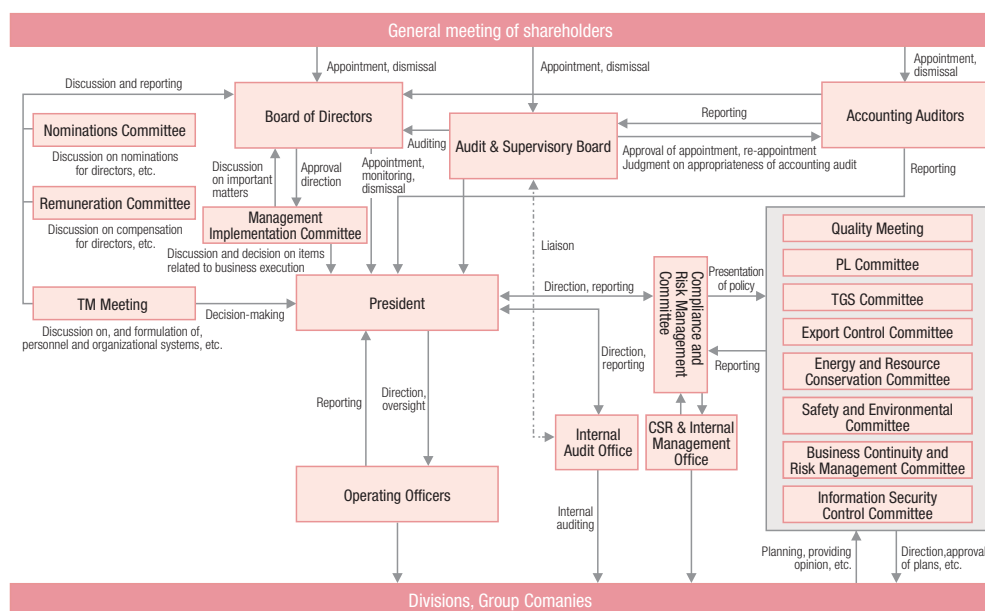 General meeting of shareholders
Discussion and reporting
Appointment, dismissal
Appointment, dismissal
Appointment,
dismissal
Board of Directors
Audit & Supervisory Board
Accounting Auditors
Reporting
Auditing
Approval of appointment, re-appointment
Judgment on appropriateness of accounting audit
Reporting
Nominations Committee
Discussion on nominations
for directors, etc.
Remuneration Committee
Discussion on compensation
for directors, etc.
Discussion
on important
matters
Approval
direction
Appointment,
monitoring,
dismissal
Management
Implementation Committee
Discussion and decision on items
related to business execution
Liaison
TM Meeting
Discussion on, and formulation of,
personnel and organizational systems, etc.
Decision-making
President
Direction, reporting
Compliance and
Risk Management
Committee
Presentation
of policy
Reporting
Direction,
reporting
Reporting
Direction,
oversight
Quality Meeting
PL Committee
TGS Committee
Export Control Committee
Energy and Resource
Conservation Committee
Safety and Environmental
Committee
Business Continuity and
Risk Management Committee
Information Security
Control Committee
Internal
Audit Office
CSR & Internal
Management
Office
Operating Officers
Internal
auditing
Planning, providing
opinion, etc.
Direction,approval
of plans, etc.
Divisions, Group Comanies